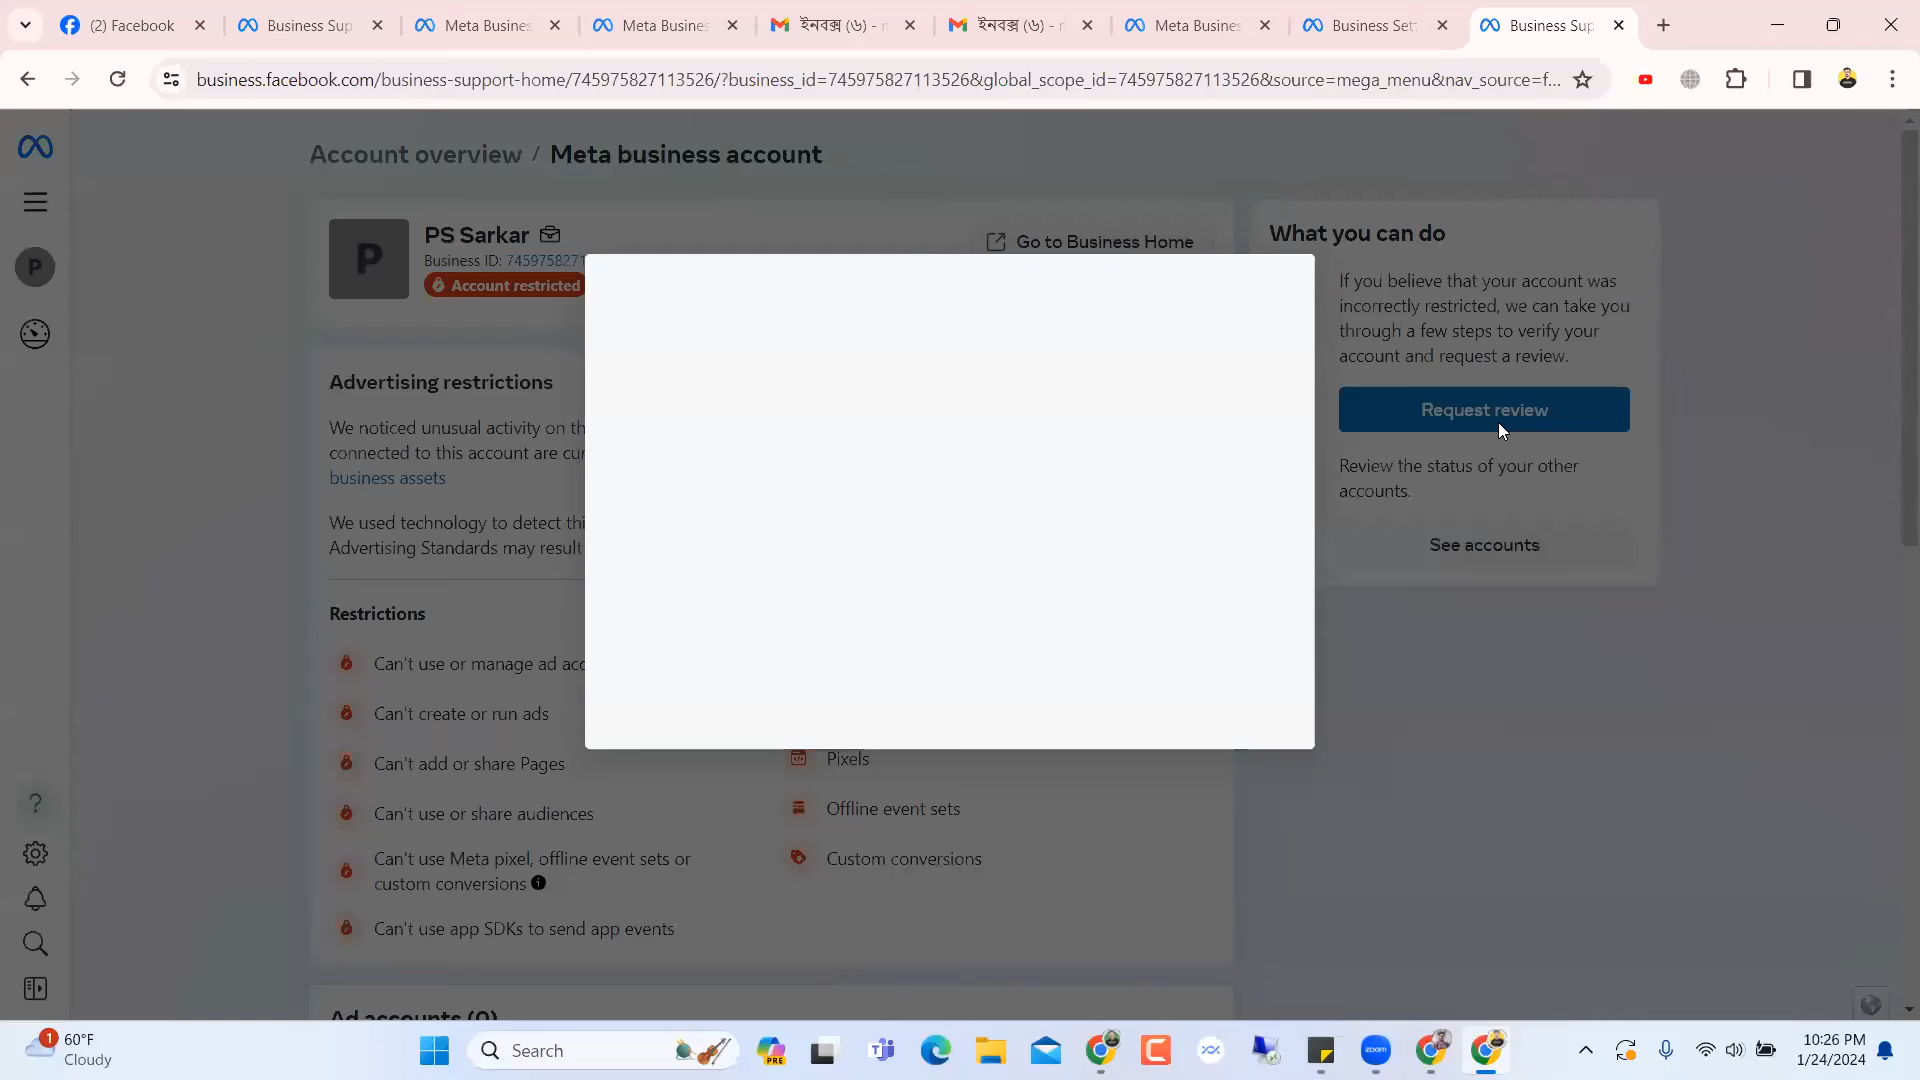 (2) Facebook
Business Sup
Meta Busines
Meta Busines
ইনবক্স (৬) -
ইনবক্স (৬) -
Meta Busines
Business Set
Business Sup
business.facebook.com/business-support-home/745975827113526/?business_id=745975827113526&global_scope_id=745975827113526&source=mega_menu&nav_source=f...
Account overview / Meta business account
P
P
PS Sarkar
Business ID: 7459758271
Account restricted
Go to Business Home
What you can do
If you believe that your account was
incorrectly restricted, we can take you
through a few steps to verify your
account and request a review.
Request review
Review the status of your other
accounts.
See accounts
Advertising restrictions
We noticed unusual activity on th
connected to this account are cur
business assets
We used technology to detect thi
Advertising Standards may result
Restrictions
Can't use or manage ad acc
Can't create or run ads
Can't add or share Pages
Can't use or share audiences
Can't use Meta pixel, offline event sets or
custom conversions
Can't use app SDKs to send app events
Pixels
Offline event sets
Custom conversions
Ad accounts (0)
1
60°F
Cloudy
Search
PRE
zoom
10:26 PM
1/24/2024